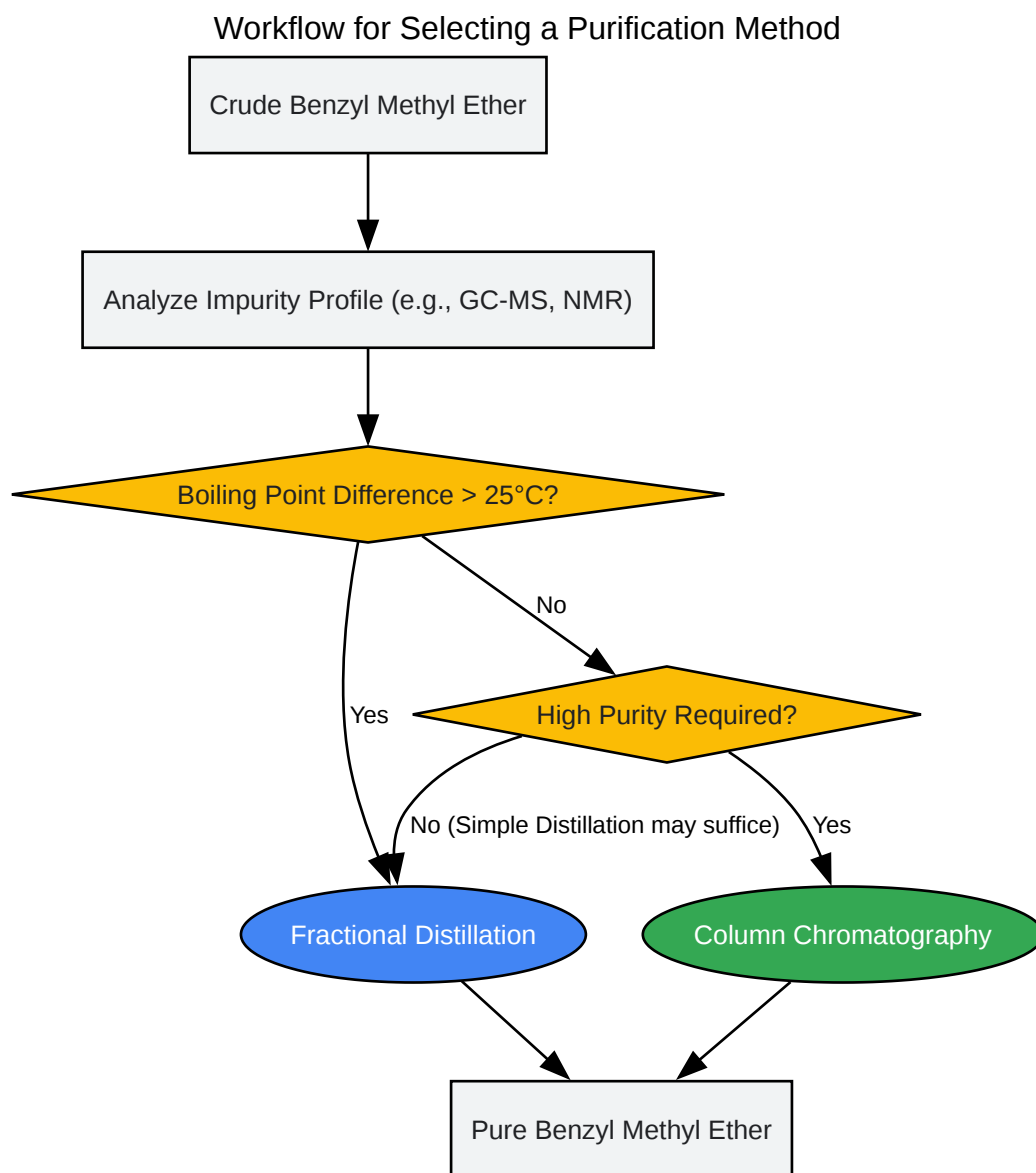 Workflow for Selecting a Purification Method
Crude Benzyl Methyl Ether
Analyze Impurity Profile (e.g., GC-MS, NMR)
Boiling Point Difference > 25°C?
No
Yes
High Purity Required?
No (Simple Distillation may suffice)
Yes
Fractional Distillation
Column Chromatography
Pure Benzyl Methyl Ether